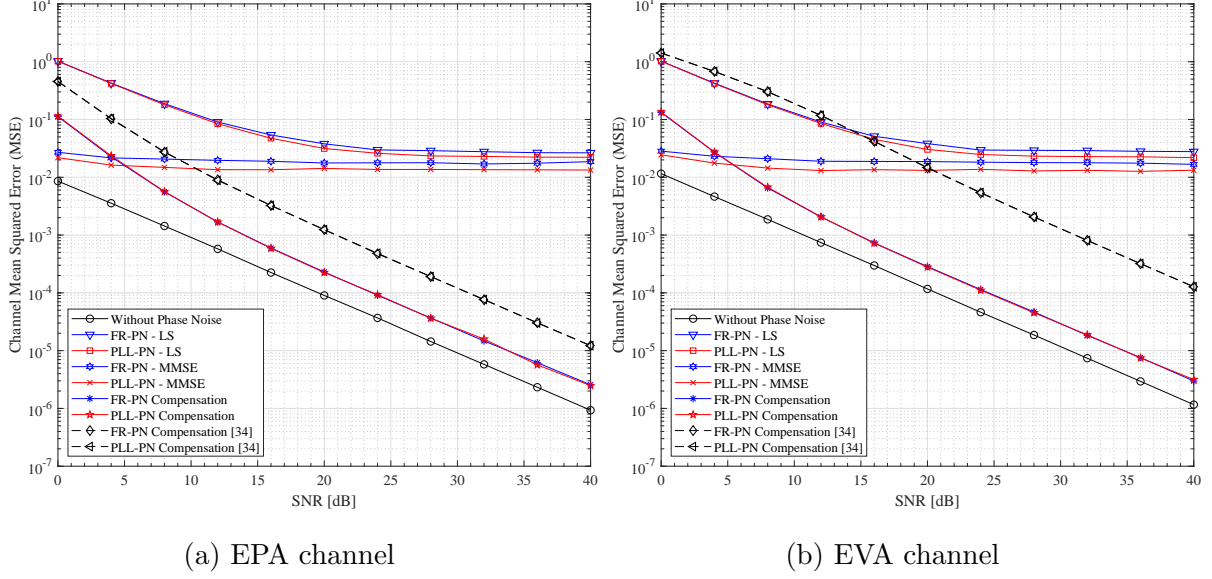 10^1
10^0
10^-1
10^-2
10^-3
10^-4
10^-5
10^-6
10^-7
Channel Mean Squared Error (MSE)
Without Phase Noise
FR-PN - LS
PLL-PN - LS
FR-PN - MMSE
PLL-PN - MMSE
FR-PN Compensation
PLL-PN Compensation
FR-PN Compensation [34]
PLL-PN Compensation [34]
0 5 10 15 20 25 30 35 40
SNR [dB]
(a) EPA channel
10^1
10^0
10^-1
10^-2
10^-3
10^-4
10^-5
10^-6
10^-7
Channel Mean Squared Error (MSE)
Without Phase Noise
FR-PN - LS
PLL-PN - LS
FR-PN - MMSE
PLL-PN - MMSE
FR-PN Compensation
PLL-PN Compensation
FR-PN Compensation [34]
PLL-PN Compensation [34]
0 5 10 15 20 25 30 35 40
SNR [dB]
(b) EVA channel